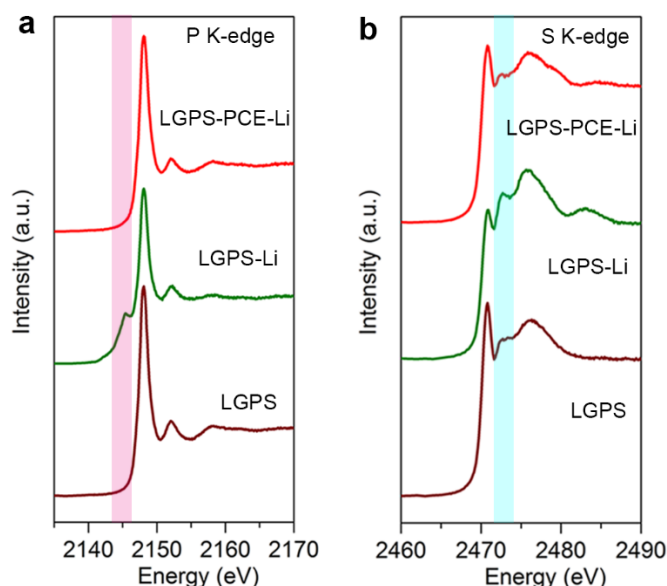 a
P K-edge
LGPS-PCE-Li
LGPS-Li
LGPS
Intensity (a.u.)
2140 2150 2160 2170
Energy (eV)
b
S K-edge
LGPS-PCE-Li
LGPS-Li
LGPS
Intensity (a.u.)
2460 2470 2480 2490
Energy (eV)